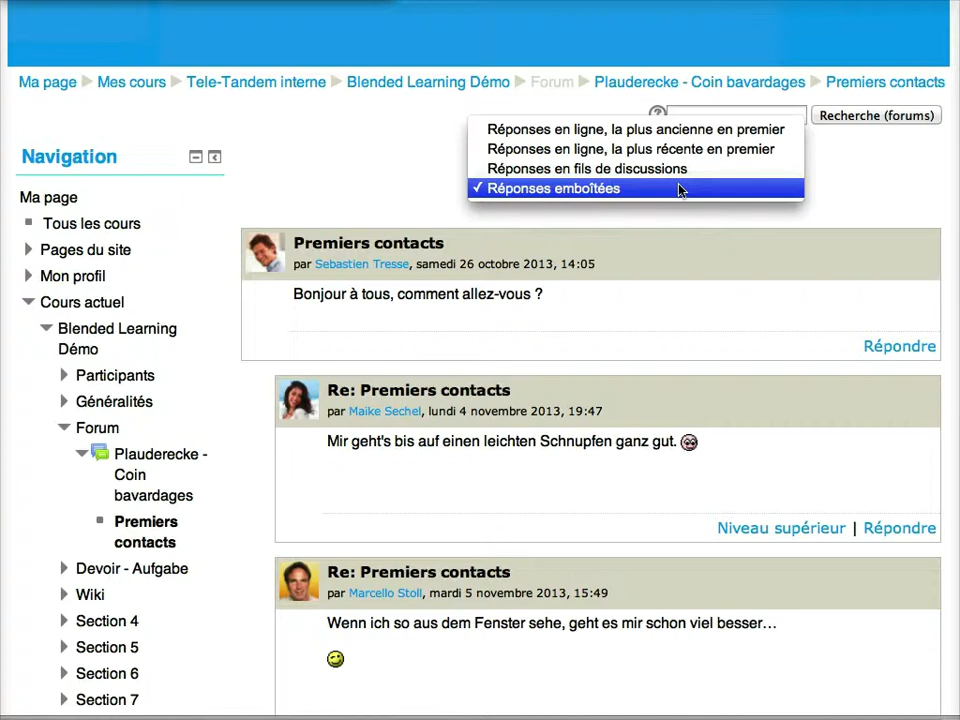 Ma page Mes cours Tele-Tandem interne Blended Learning Démo Forum Plauderecke - Coin bavardages Premiers contacts
? Recherche (forums)
Réponses en ligne, la plus ancienne en premier
Réponses en ligne, la plus récente en premier
Réponses en fils de discussions
✓ Réponses emboîtées
Navigation
Ma page
Tous les cours
Pages du site
Mon profil
Cours actuel
Blended Learning
Démo
Participants
Généralités
Forum
Plauderecke -
Coin
bavardages
Premiers
contacts
Devoir - Aufgabe
Wiki
Section 4
Section 5
Section 6
Section 7
Premiers contacts
par Sebastien Tresse, samedi 26 octobre 2013, 14:05
Bonjour à tous, comment allez-vous ?
Répondre
Re: Premiers contacts
par Maike Sechel, lundi 4 novembre 2013, 19:47
Mir geht's bis auf einen leichten Schnupfen ganz gut.
Niveau supérieur | Répondre
Re: Premiers contacts
par Marcello Stoll, mardi 5 novembre 2013, 15:49
Wenn ich so aus dem Fenster sehe, geht es mir schon viel besser...